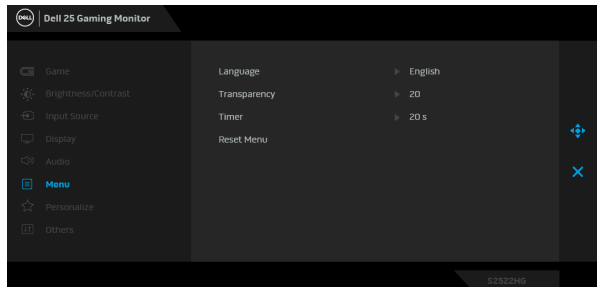 DELL Dell 25 Gaming Monitor
Game
Language English
Brightness/Contrast
Transparency 20
Input Source
Timer 20 s
Display
Reset Menu
Audio
Menu
Personalize
Others
S2522HG